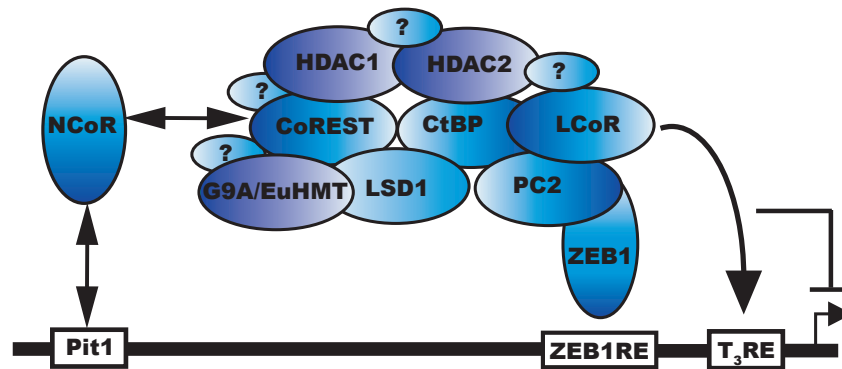 ?
HDAC1
HDAC2
?
?
NCoR
CoREST
CtBP
LCoR
?
G9A/EuHMT
LSD1
PC2
ZEB1
Pit1
ZEB1RE
T₃RE